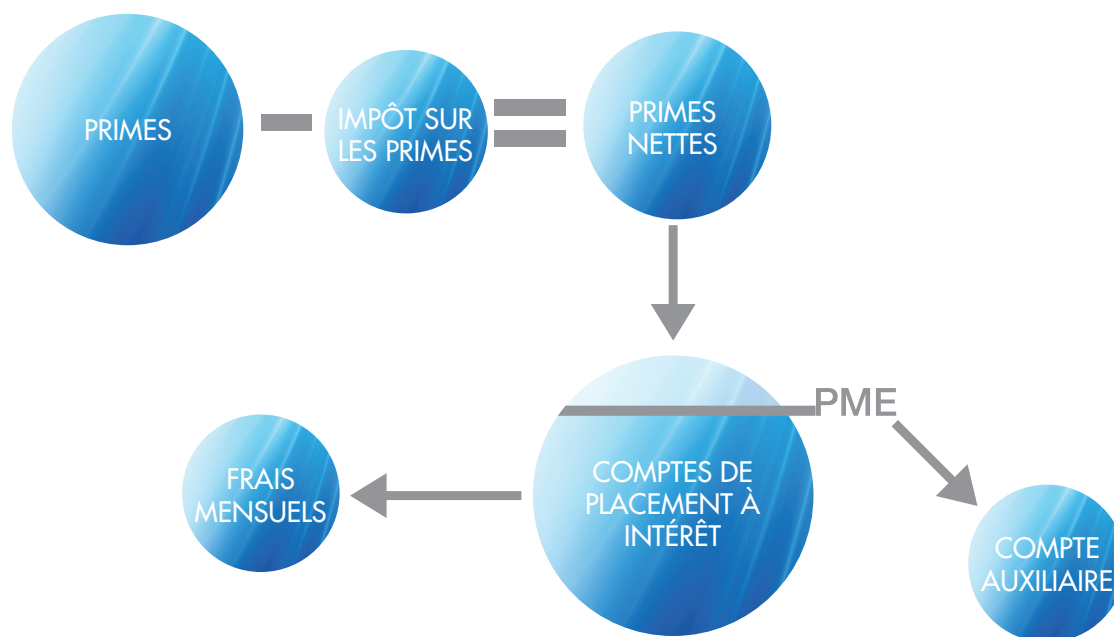 PRIMES
IMPÔT SUR
LES PRIMES
PRIMES
NETTES
PME
FRAIS
MENSUELS
COMPTES DE
PLACEMENT À
INTÉRÊT
COMPTE
AUXILIAIRE